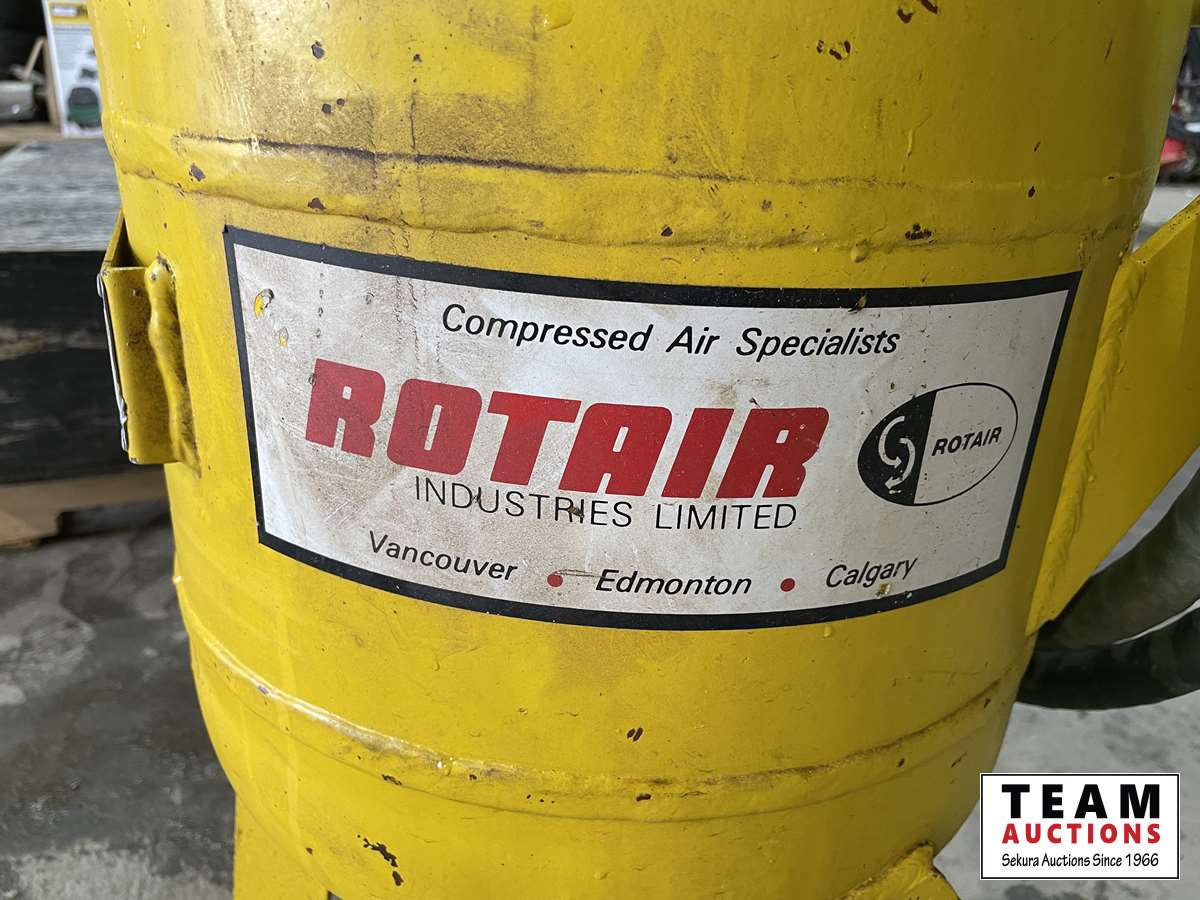 Compressed Air Specialists
ROTAIR
ROTAIR
INDUSTRIES LIMITED
Vancouver • Edmonton • Calgary
TEAM
AUCTIONS
Sekura Auctions Since 1966